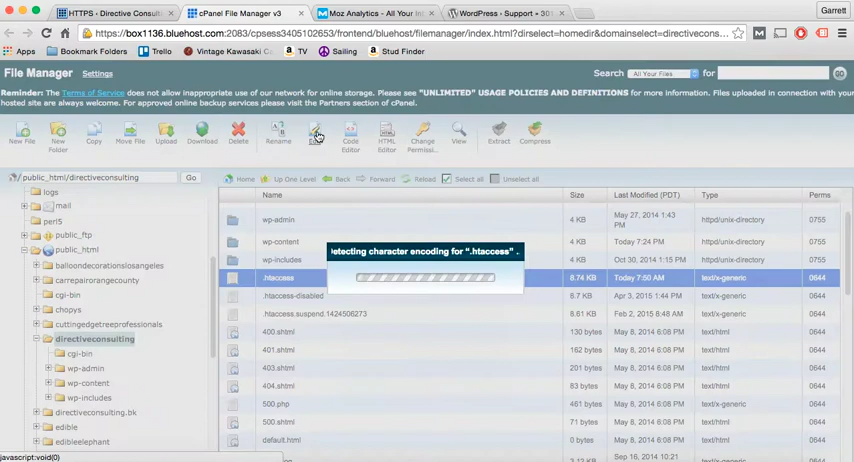 HTTPS - Directive Consulti
cPanel File Manager v3
Moz Analytics - All Your In
WordPress › Support » 301
Garrett
https://box1136.bluehost.com:2083/cpsess3405102653/frontend/bluehost/filemanager/index.html?dirselect=homedir&domainselect=directivecons...
Apps Bookmark Folders Trello Vintage Kawasaki Ca TV Sailing Stud Finder
File Manager Settings
Search All Your Files for Go
Reminder: The Terms of Service does not allow inappropriate use of our network for online storage. Please see "UNLIMITED" USAGE POLICIES AND DEFINITIONS for more information. Files uploaded in connection with your
hosted site are always welcome. For approved online backup services please visit the Partners section of cPanel.
New File New Folder Copy Move File Upload Download Delete Rename Edit Code Editor HTML Editor Change Permissi... View Extract Compress
/public_html/directiveconsulting Go
Home Up One Level Back Forward Reload Select all Unselect all
logs
mail
perl5
public_ftp
public_html
balloondecorationslosangeles
carrepairorangecounty
cgi-bin
chopys
cuttingedgetreeprofessionals
directiveconsulting
cgi-bin
wp-admin
wp-content
wp-includes
directiveconsulting.bk
edible
edibleelephant
javascript:void(0)
Name Size Last Modified (PDT) Type Perms
wp-admin 4 KB May 27, 2014 1:43 PM httpd/unix-directory 0755
wp-content 4 KB Today 7:24 PM httpd/unix-directory 0755
wp-includes 4 KB Oct 30, 2014 1:15 PM httpd/unix-directory 0755
.htaccess 8.74 KB Today 7:50 AM text/x-generic 0644
.htaccess-disabled 8.7 KB Apr 3, 2015 1:44 PM text/x-generic 0644
.htaccess.suspend.1424506273 8.61 KB Feb 2, 2015 8:48 AM text/x-generic 0644
400.shtml 130 bytes May 8, 2014 6:08 PM text/html 0644
401.shtml 162 bytes May 8, 2014 6:08 PM text/html 0644
403.shtml 201 bytes May 8, 2014 6:08 PM text/html 0644
404.shtml 83 bytes May 8, 2014 6:08 PM text/html 0644
500.php 461 bytes May 8, 2014 6:08 PM text/x-generic 0644
500.shtml 71 bytes May 8, 2014 6:08 PM text/html 0644
default.html 0 bytes May 8, 2014 6:08 PM text/html 0644
3.12 KB Sep 16, 2014 10:30 text/x-generic 0644
Detecting character encoding for ".htaccess" .